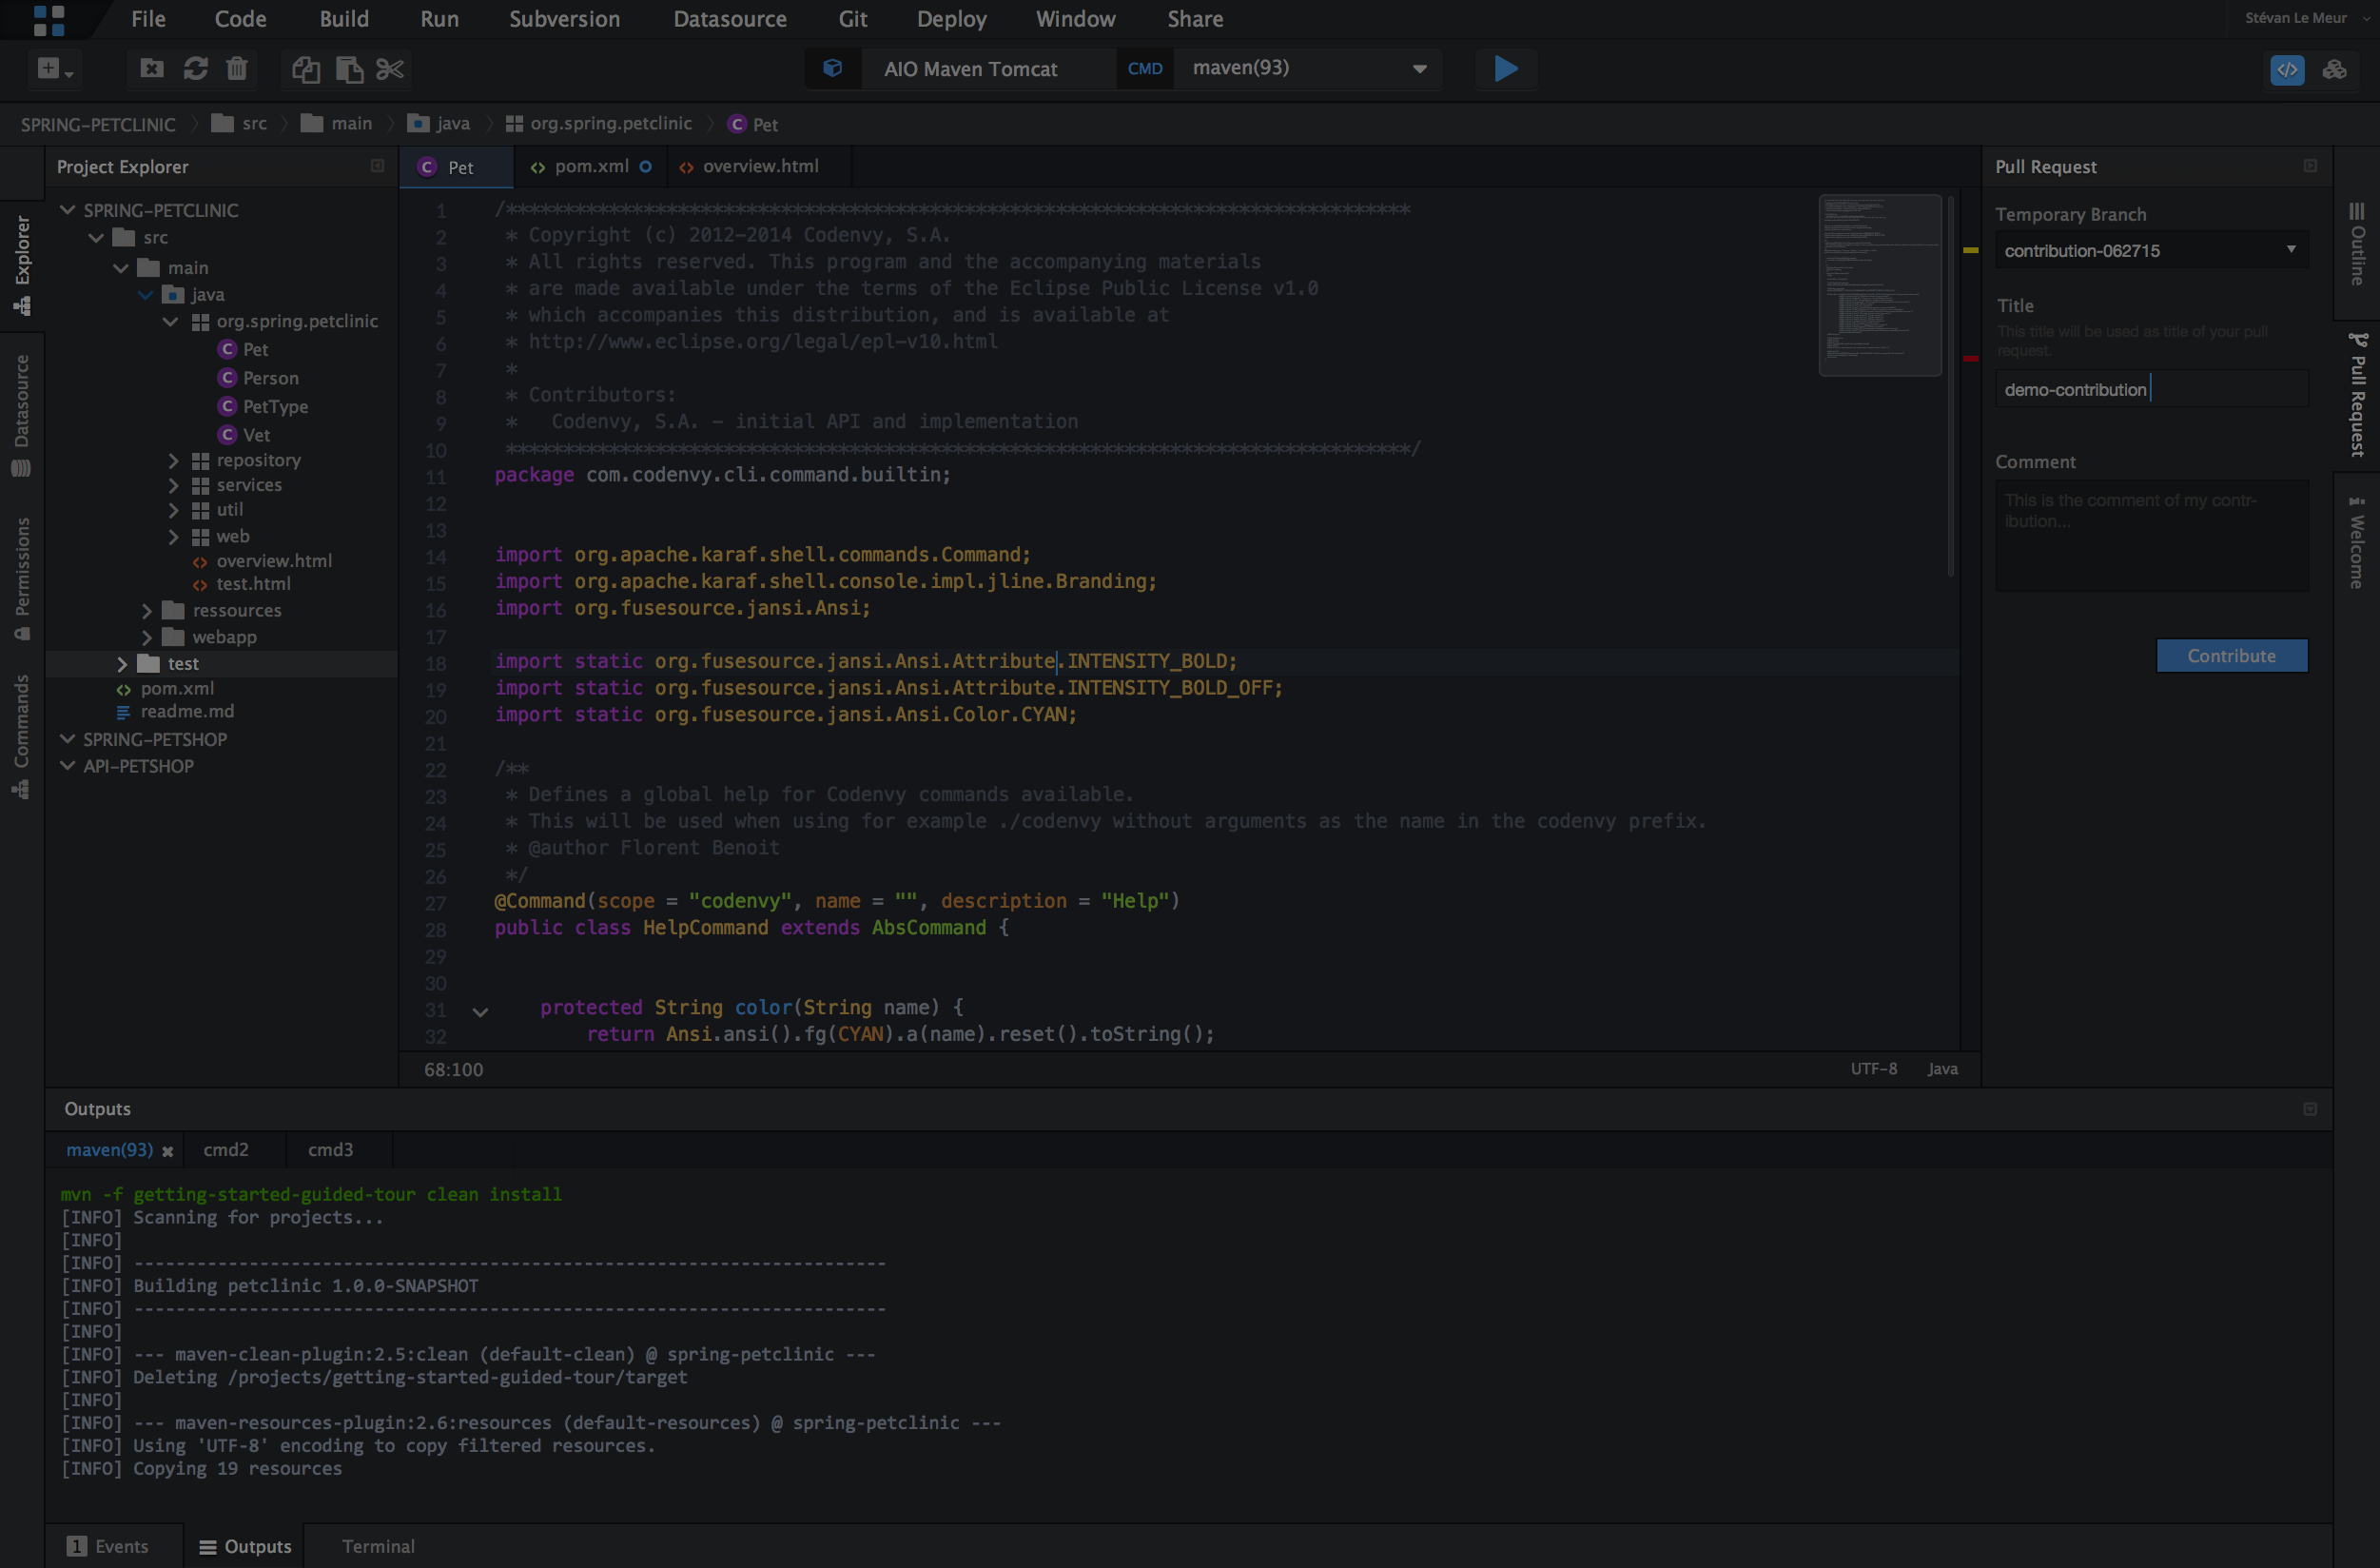 File Code Build Run Subversion Datasource Git Deploy Window Share Stévan Le Meur
AIO Maven Tomcat CMD maven(93)
SPRING-PETCLINIC src main java org.spring.petclinic C Pet
Explorer
Datasource
Permissions
Commands
Project Explorer
SPRING-PETCLINIC
src
main
java
org.spring.petclinic
C Pet
C Person
C PetType
C Vet
repository
services
util
web
overview.html
test.html
ressources
webapp
test
pom.xml
readme.md
SPRING-PETSHOP
API-PETSHOP
C Pet pom.xml overview.html
1 /*******************************************************************************
2 * Copyright (c) 2012-2014 Codenvy, S.A.
3 * All rights reserved. This program and the accompanying materials
4 * are made available under the terms of the Eclipse Public License v1.0
5 * which accompanies this distribution, and is available at
6 * http://www.eclipse.org/legal/epl-v10.html
7 *
8 * Contributors:
9 *   Codenvy, S.A. - initial API and implementation
10 *******************************************************************************/
11 package com.codenvy.cli.command.builtin;
12
13
14 import org.apache.karaf.shell.commands.Command;
15 import org.apache.karaf.shell.console.impl.jline.Branding;
16 import org.fusesource.jansi.Ansi;
17
18 import static org.fusesource.jansi.Ansi.Attribute.INTENSITY_BOLD;
19 import static org.fusesource.jansi.Ansi.Attribute.INTENSITY_BOLD_OFF;
20 import static org.fusesource.jansi.Ansi.Color.CYAN;
21
22 /**
23 * Defines a global help for Codenvy commands available.
24 * This will be used when using for example ./codenvy without arguments as the name in the codenvy prefix.
25 * @author Florent Benoit
26 */
27 @Command(scope = "codenvy", name = "", description = "Help")
28 public class HelpCommand extends AbsCommand {
29
30
31 protected String color(String name) {
32 return Ansi.ansi().fg(CYAN).a(name).reset().toString();
68:100 UTF-8 Java
Pull Request
Temporary Branch
contribution-062715
Title
This title will be used as title of your pull
request.
demo-contribution
Comment
This is the comment of my contr-
ibution...
Contribute
Outline
Pull Request
Welcome
Outputs
maven(93) cmd2 cmd3
mvn -f getting-started-guided-tour clean install
[INFO] Scanning for projects...
[INFO]
[INFO] ------------------------------------------------------------------------
[INFO] Building petclinic 1.0.0-SNAPSHOT
[INFO] ------------------------------------------------------------------------
[INFO]
[INFO] --- maven-clean-plugin:2.5:clean (default-clean) @ spring-petclinic ---
[INFO] Deleting /projects/getting-started-guided-tour/target
[INFO]
[INFO] --- maven-resources-plugin:2.6:resources (default-resources) @ spring-petclinic ---
[INFO] Using 'UTF-8' encoding to copy filtered resources.
[INFO] Copying 19 resources
1 Events Outputs Terminal